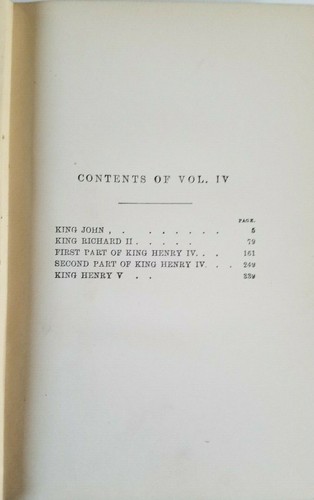 CONTENTS OF VOL. IV
PAGE.
KING JOHN . . . . . . . . 5
KING RICHARD II . . . . . 79
FIRST PART OF KING HENRY IV. . . 161
SECOND PART OF KING HENRY IV. . . 249
KING HENRY V . . 339